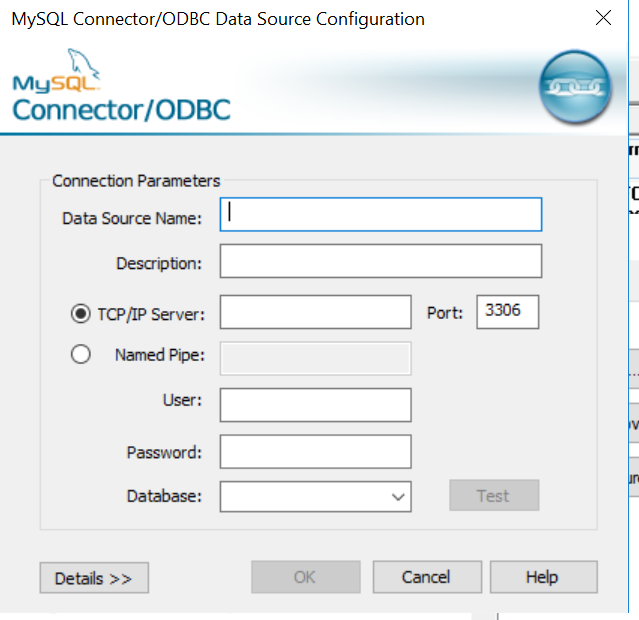 MySQL Connector/ODBC Data Source Configuration
MySQL
Connector/ODBC
Connection Parameters
Data Source Name:
Description:
TCP/IP Server: Port: 3306
Named Pipe:
User:
Password:
Database: Test
Details >> OK Cancel Help